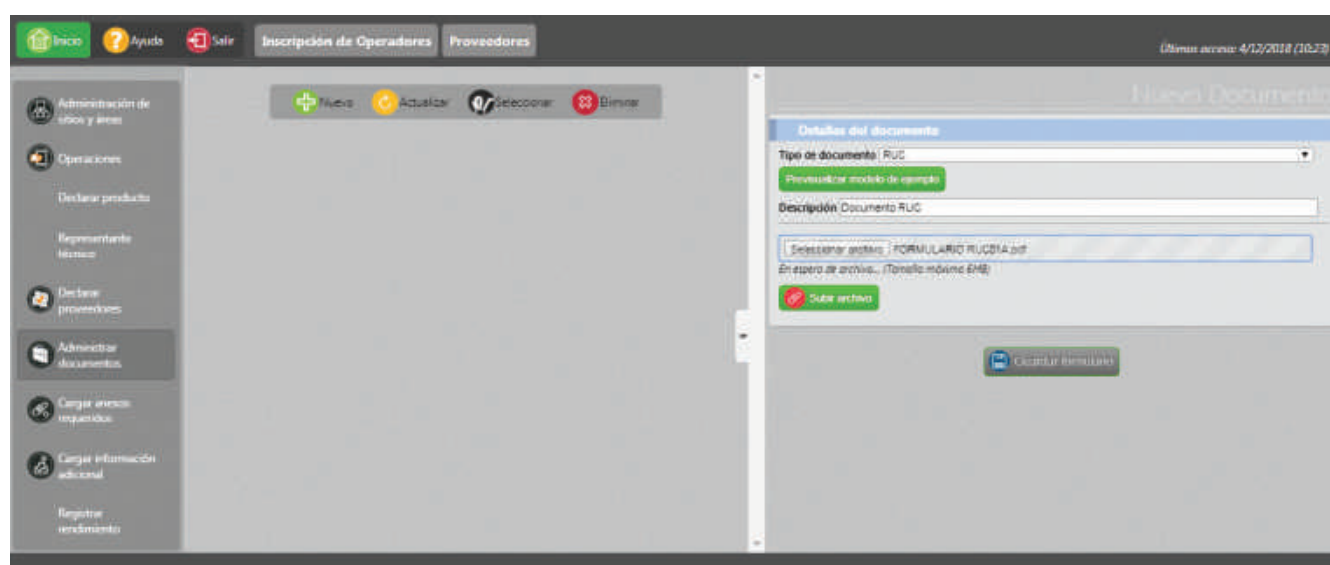 Inicio
Ayuda
Salir
Inscripción de Operadores
Proveedores
Último acceso: 4/12/2018 (10:23)
Administración de
sitios y áreas
Operaciones
Declarar producto
Representante
técnico
Declarar
proveedores
Administrar
documentos
Cargar anexos
requeridos
Cargar información
adicional
Registrar
rendimiento
Nuevo
Actualizar
Seleccionar
Eliminar
Nuevo Documento
Detalles del documento
Tipo de documento RUC
Previsualizar modelo de ejemplo
Descripción Documento RUC
Seleccionar archivo FORMULARIO RUC01A.pdf
En espera de archivo... (Tamaño máximo 6MB)
Subir archivo
Guardar formulario